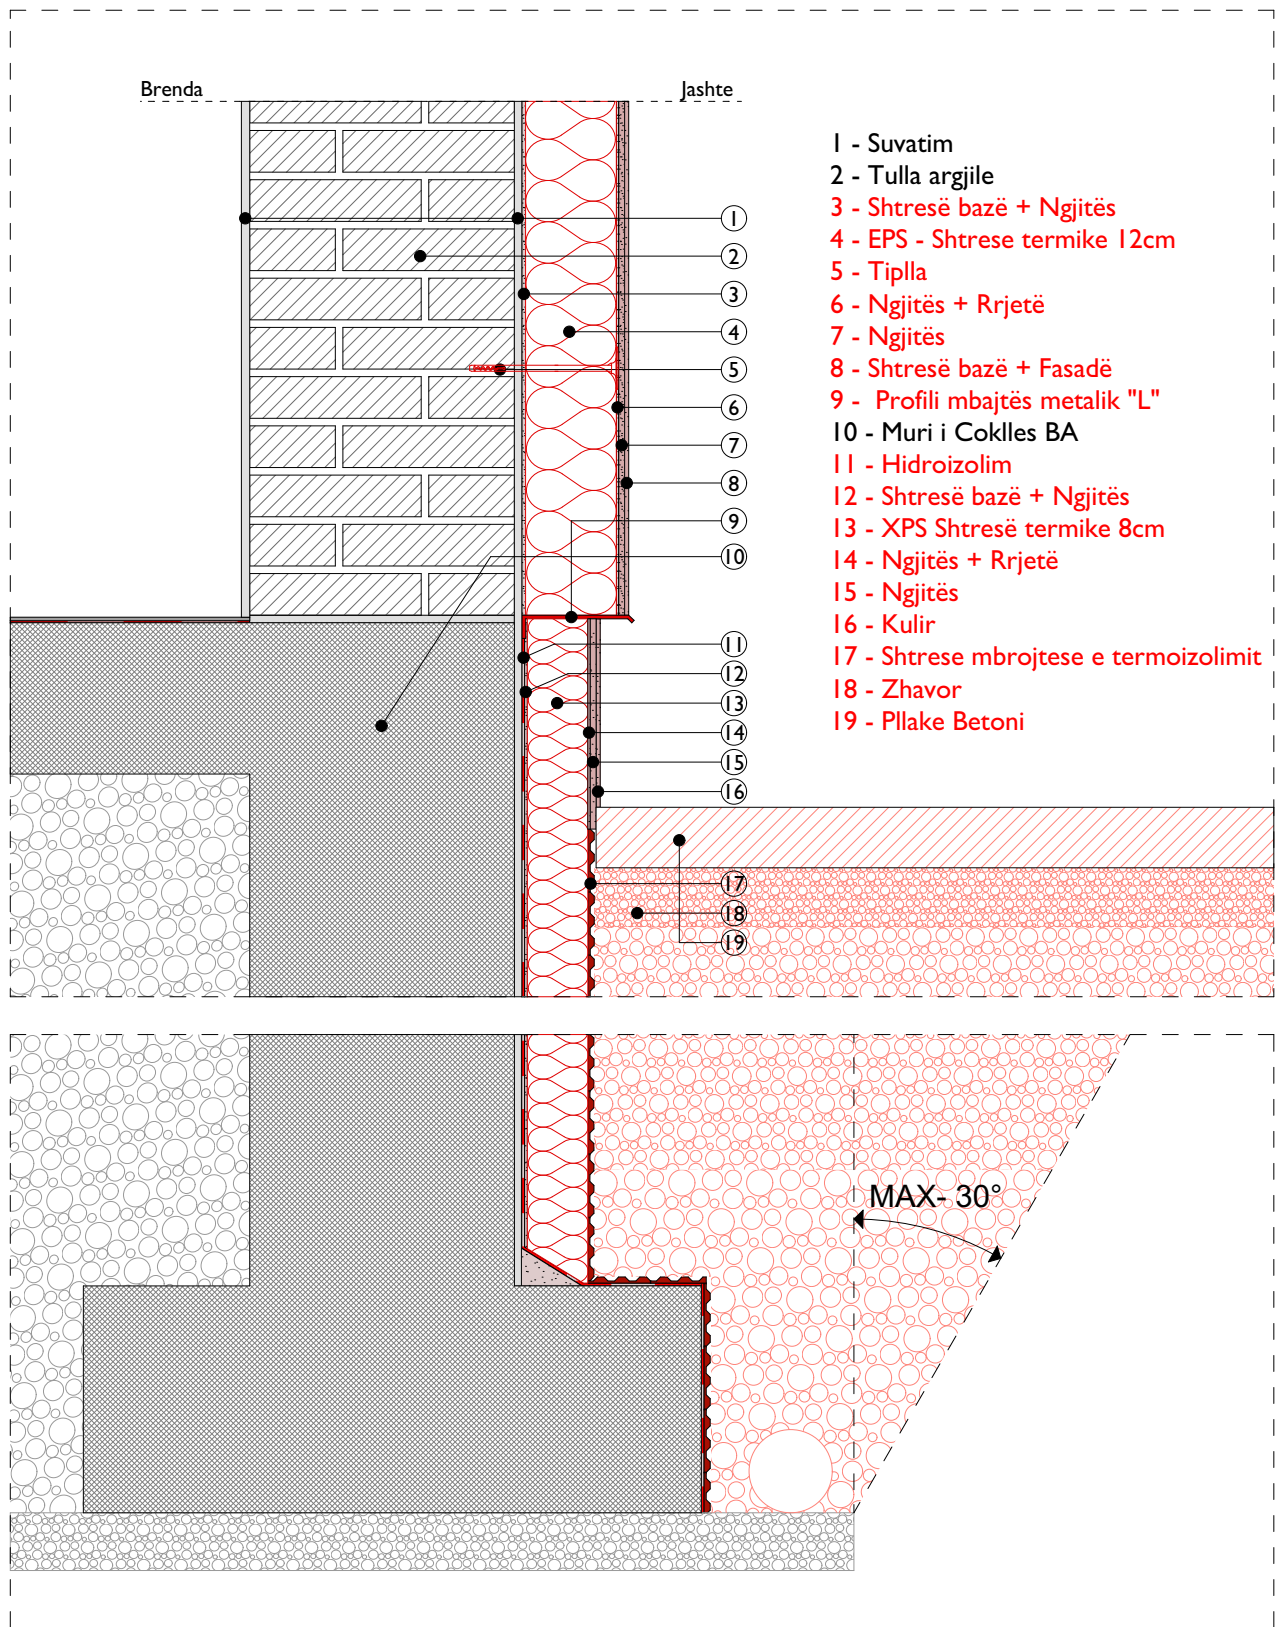 Brenda
Jashte
1 - Suvatim
2 - Tulla argjile
3 - Shtresë bazë + Ngjitës
4 - EPS - Shtrese termike 12cm
5 - Tiplla
6 - Ngjitës + Rrjetë
7 - Ngjitës
8 - Shtresë bazë + Fasadë
9 - Profili mbajtës metalik "L"
10 - Muri i Coklles BA
11 - Hidroizolim
12 - Shtresë bazë + Ngjitës
13 - XPS Shtresë termike 8cm
14 - Ngjitës + Rrjetë
15 - Ngjitës
16 - Kulir
17 - Shtrese mbrojtese e termoizolimit
18 - Zhavor
19 - Pllake Betoni
1
2
3
4
5
6
7
8
9
10
11
12
13
14
15
16
17
18
19
MAX- 30°